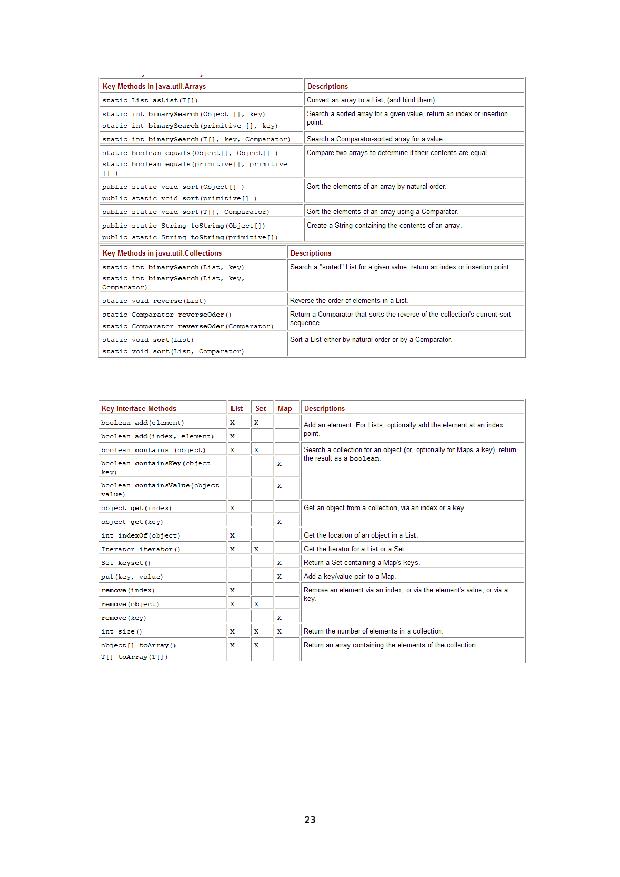 Key Methods in java.util.Arrays Descriptions
static List asList(T[]) Convert an array to a List, (and bind them)
static int binarySearch(Object [], key) Search a sorted array for a given value, return an index or insertion
static int binarySearch(primitive [], key) point.
static int binarySearch(T[], key, Comparator) Search a Comparator-sorted array for a value
static boolean equals(Object[], Object[] ) Compare two arrays to determine if their contents are equal
static boolean equals(primitive[], primitive
[] )
public static void sort(Object[] ) Sort the elements of an array by natural order.
public static void sort(primitive[] )
public static void sort(T[], Comparator) Sort the elements of an array using a Comparator.
public static String toString(Object[]) Create a String containing the contents of an array.
public static String toString(primitive[])
Key Methods in java.util.Collections Descriptions
static int binarySearch(List, key) Search a "sorted" List for a given value, return an index or insertion point
static int binarySearch(List, key,
Comparator)
static void reverse(List) Reverse the order of elements in a List.
static Comparator reverseOder() Return a Comparator that sorts the reverse of the collection's current sort
static Comparator reverseOder(Comparator) sequence
static void sort(List) Sort a List either by natural order or by a Comparator.
static void sort(List, Comparator)
Key Interface Methods List Set Map Descriptions
boolean add(element) X X Add an element. For Lists, optionally add the element at an index
boolean add(index, element) X point.
boolean contains (object) X X Search a collection for an object (or, optionally for Maps a key), return
boolean containsKey(object X the result as a boolean.
key)
boolean containsValue(object X
value)
object get(index) X Get an object from a collection, via an index or a key
object get(key) X
int indexOf(object) X Get the location of an object in a List.
Iterator iterator() X X Get the Iterator for a List or a Set
Set keyset() X Return a Set containing a Map's keys.
put(key, value) X Add a key/value pair to a Map.
remove(index) X Remove an element via an index, or via the element's value, or via a
remove(object) X X key.
remove(key) X
int size() X X X Return the number of elements in a collection.
object[] toArray() X X Return an array containing the elements of the collection
T[] toArray(T[])
23